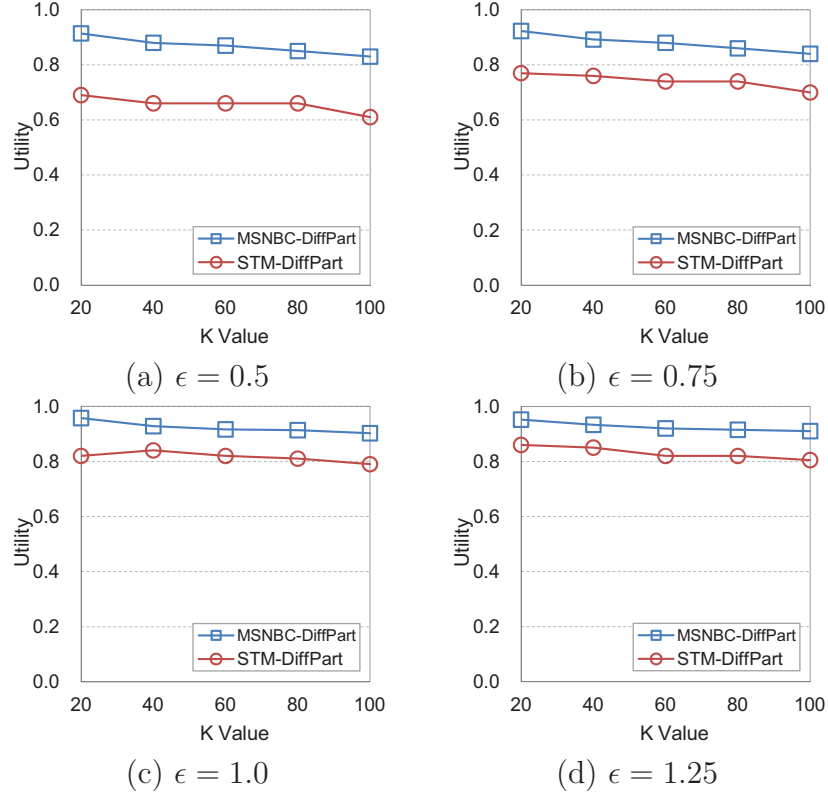 1.0
0.8
0.6
0.4
0.2
0.0
Utility
MSNBC-DiffPart
STM-DiffPart
20 40 60 80 100
K Value
(a) ϵ = 0.5
1.0
0.8
0.6
0.4
0.2
0.0
Utility
MSNBC-DiffPart
STM-DiffPart
20 40 60 80 100
K Value
(b) ϵ = 0.75
1.0
0.8
0.6
0.4
0.2
0.0
Utility
MSNBC-DiffPart
STM-DiffPart
20 40 60 80 100
K Value
(c) ϵ = 1.0
1.0
0.8
0.6
0.4
0.2
0.0
Utility
MSNBC-DiffPart
STM-DiffPart
20 40 60 80 100
K Value
(d) ϵ = 1.25